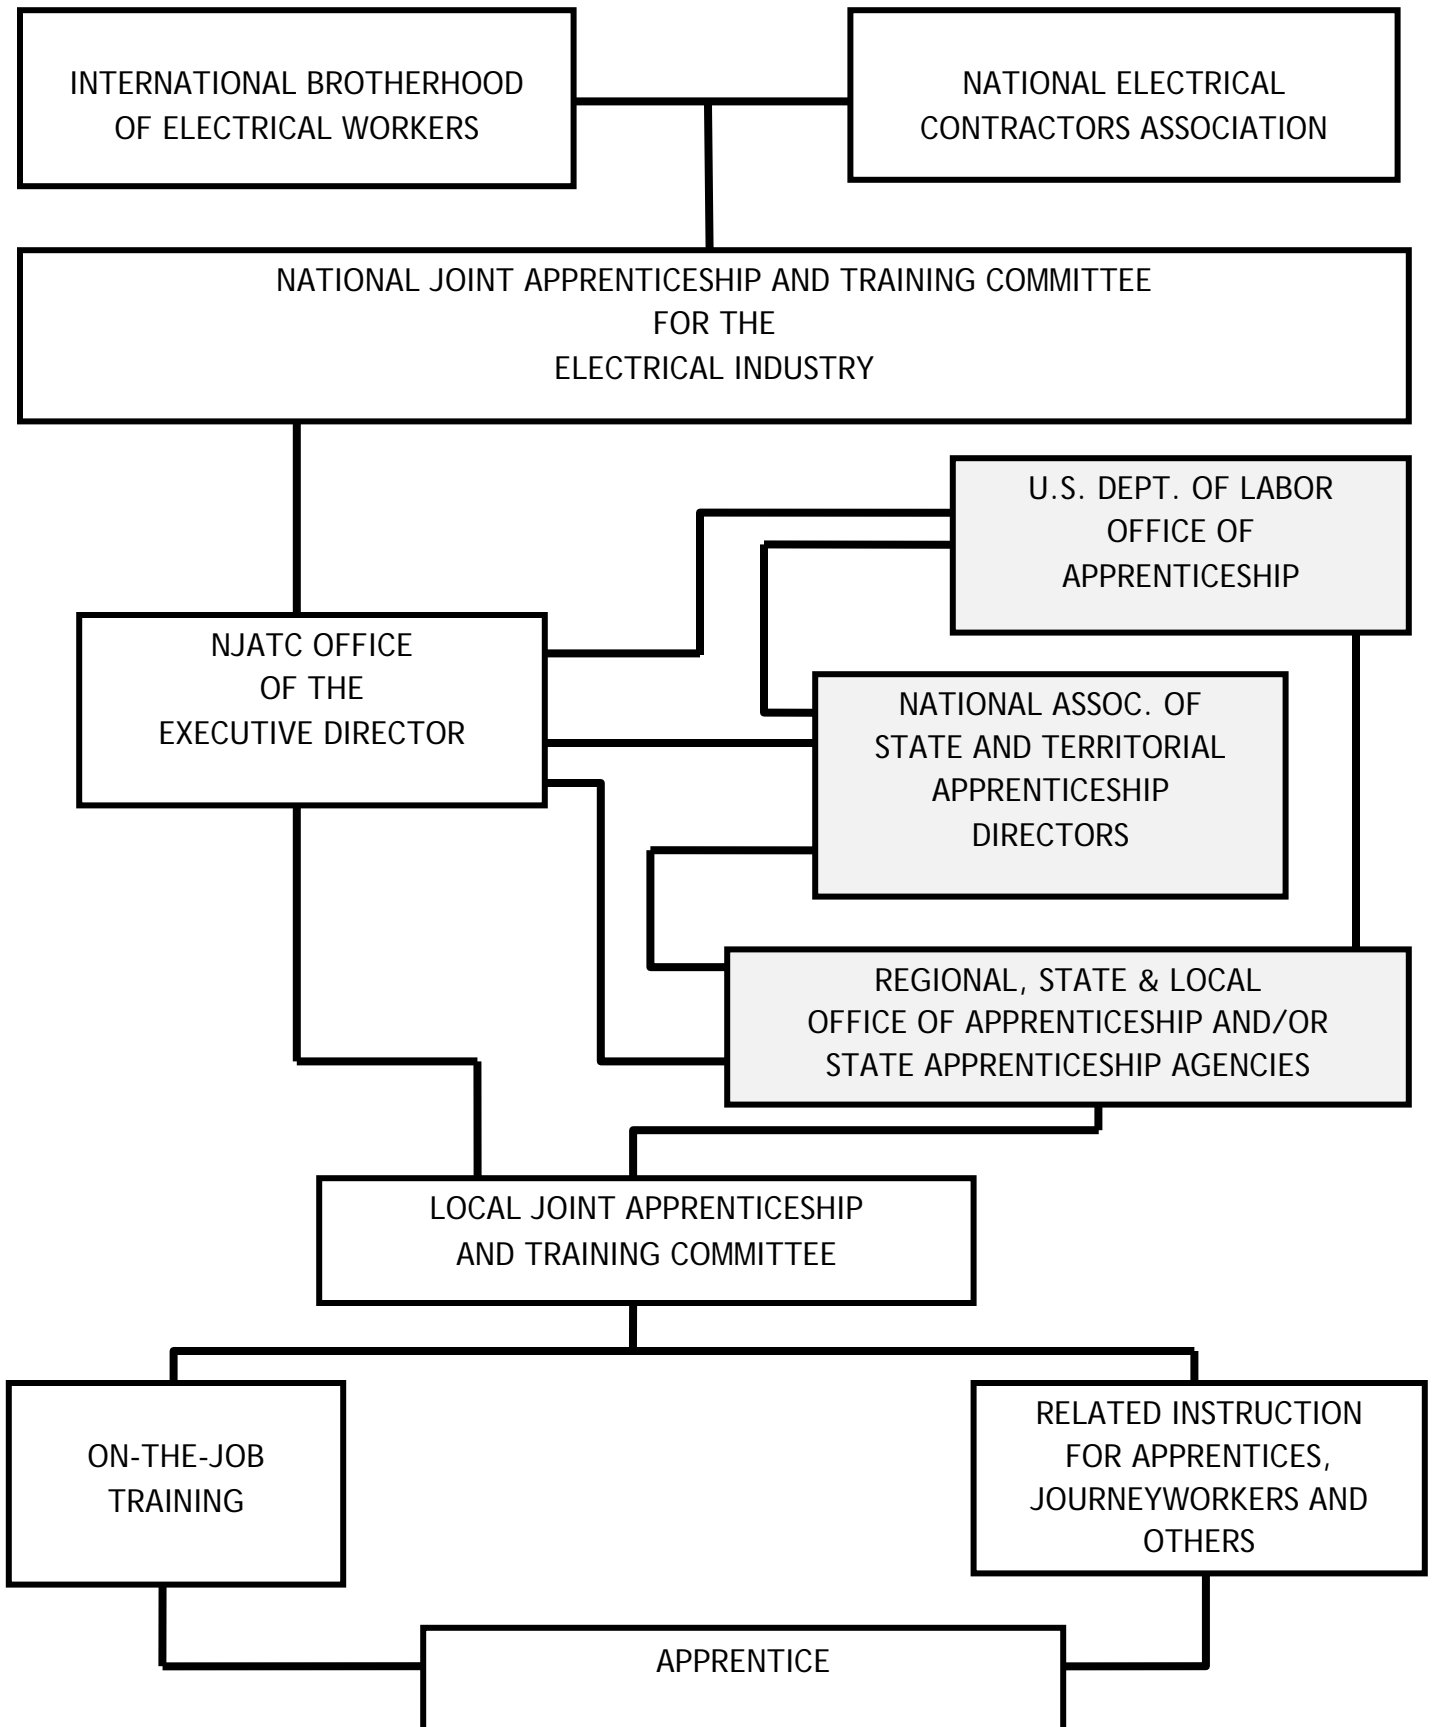 INTERNATIONAL BROTHERHOOD
OF ELECTRICAL WORKERS
NATIONAL ELECTRICAL
CONTRACTORS ASSOCIATION
NATIONAL JOINT APPRENTICESHIP AND TRAINING COMMITTEE
FOR THE
ELECTRICAL INDUSTRY
U.S. DEPT. OF LABOR
OFFICE OF
APPRENTICESHIP
NJATC OFFICE
OF THE
EXECUTIVE DIRECTOR
NATIONAL ASSOC. OF
STATE AND TERRITORIAL
APPRENTICESHIP
DIRECTORS
REGIONAL, STATE & LOCAL
OFFICE OF APPRENTICESHIP AND/OR
STATE APPRENTICESHIP AGENCIES
LOCAL JOINT APPRENTICESHIP
AND TRAINING COMMITTEE
ON-THE-JOB
TRAINING
RELATED INSTRUCTION
FOR APPRENTICES,
JOURNEYWORKERS AND
OTHERS
APPRENTICE